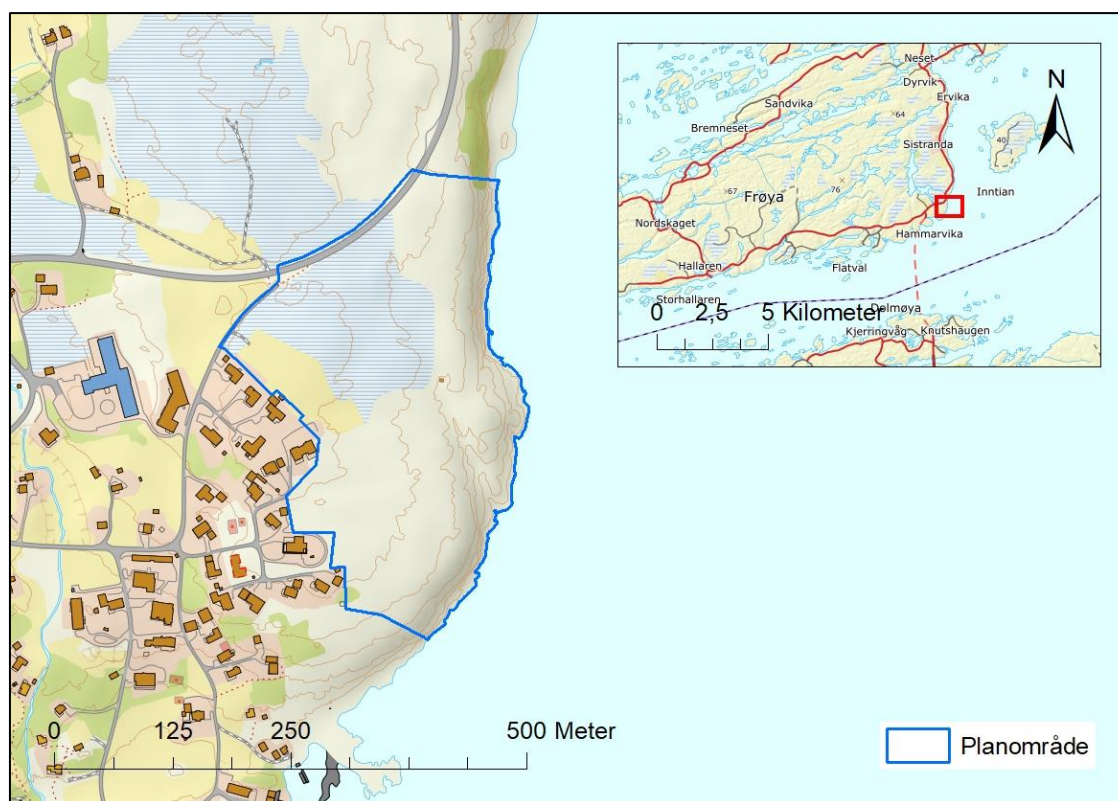 Neset
Dyrvik
Sandvika
×64
Ervika
Bremneset
40
Sistranda
N
×67
Frøya
76
Inntian
Nordskaget
Hammarvika
Hallaren
Flatval
Storhallaren
Dolmøya
0 2,5 5 Kilometer
Kjerringvåg
Knutshaugen
0 125 250 500 Meter
Planområde